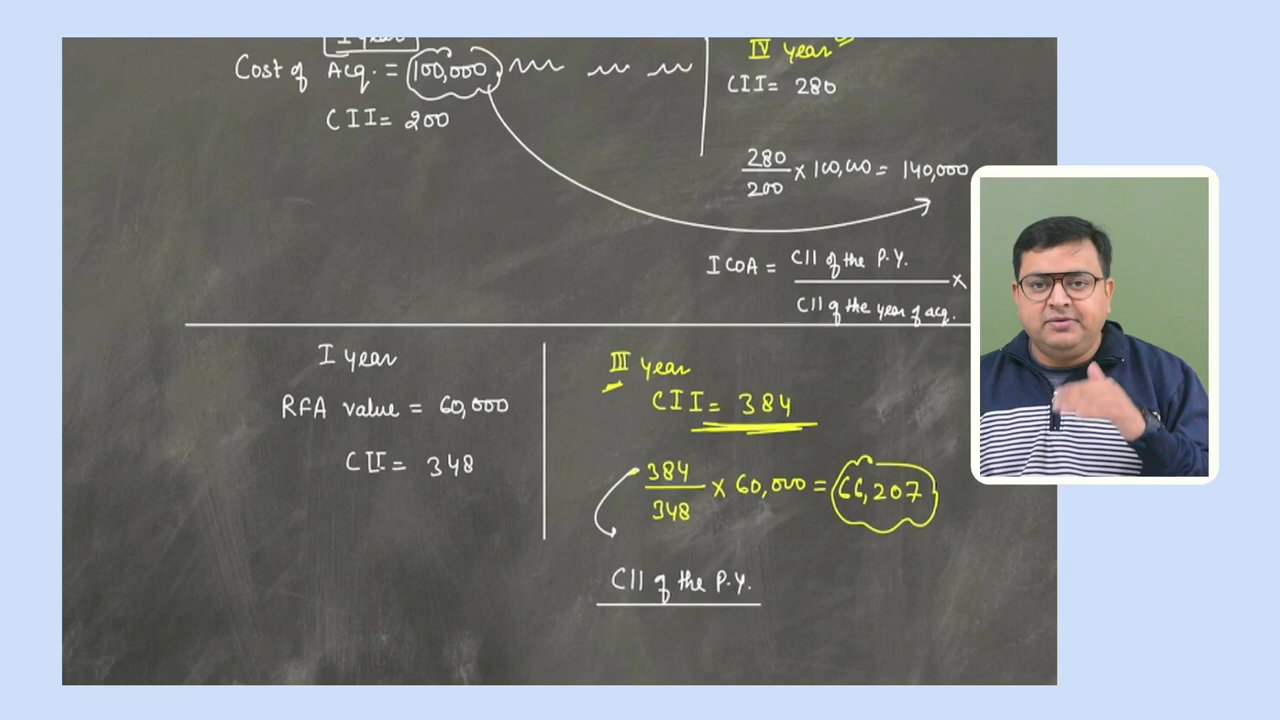 I year
Cost of Acq. = 100,000
CII = 200
IV year
CII = 280
280/200 × 100,000 = 140,000
ICOA = CII of the P.Y. / CII of the year of acq. ×
I year
RFA value = 60,000
CII = 348
III year
CII = 384
384/348 × 60,000 = 66,207
CII of the P.Y.